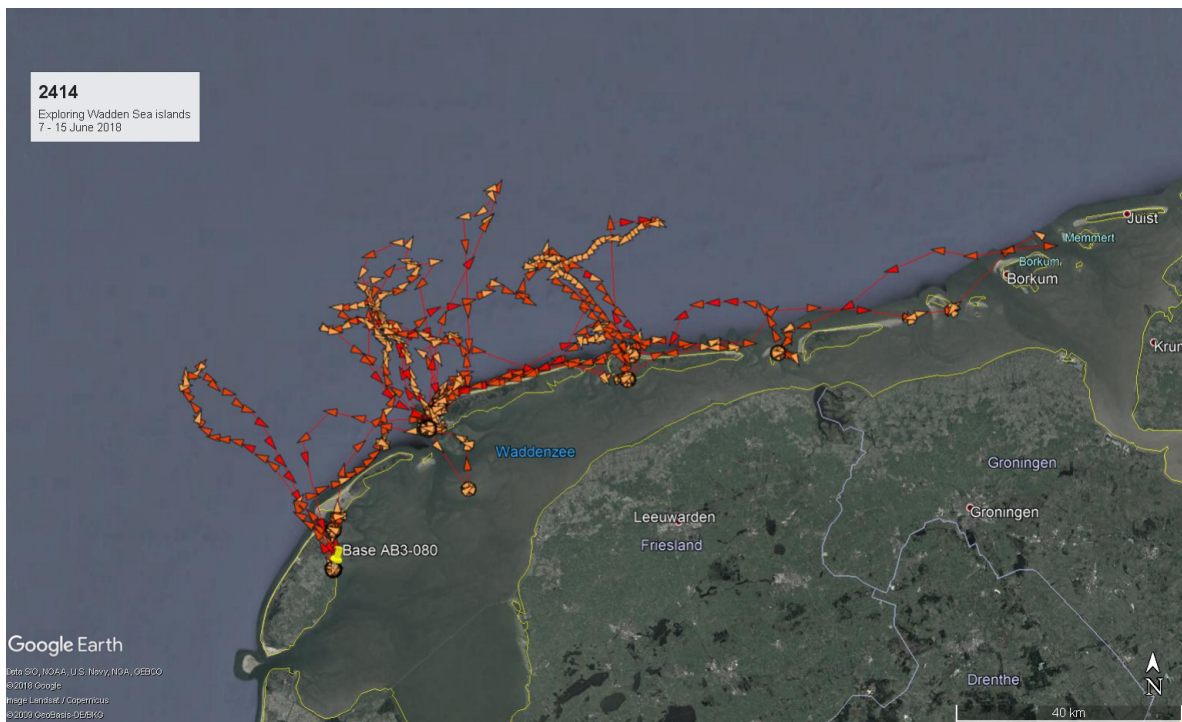 2414
Exploring Wadden Sea islands
7 - 15 June 2018
Juist
Memmert
Borkum
Borkum
Krun
Waddenzee
Groningen
Groningen
Leeuwarden
Friesland
Base AB3-080
Drenthe
Google Earth
Data SIO, NOAA, U.S. Navy, NGA, GEBCO
©2018 Google
Image Landsat / Copernicus
©2009 GeoBasis-DE/BKG
N
40 km